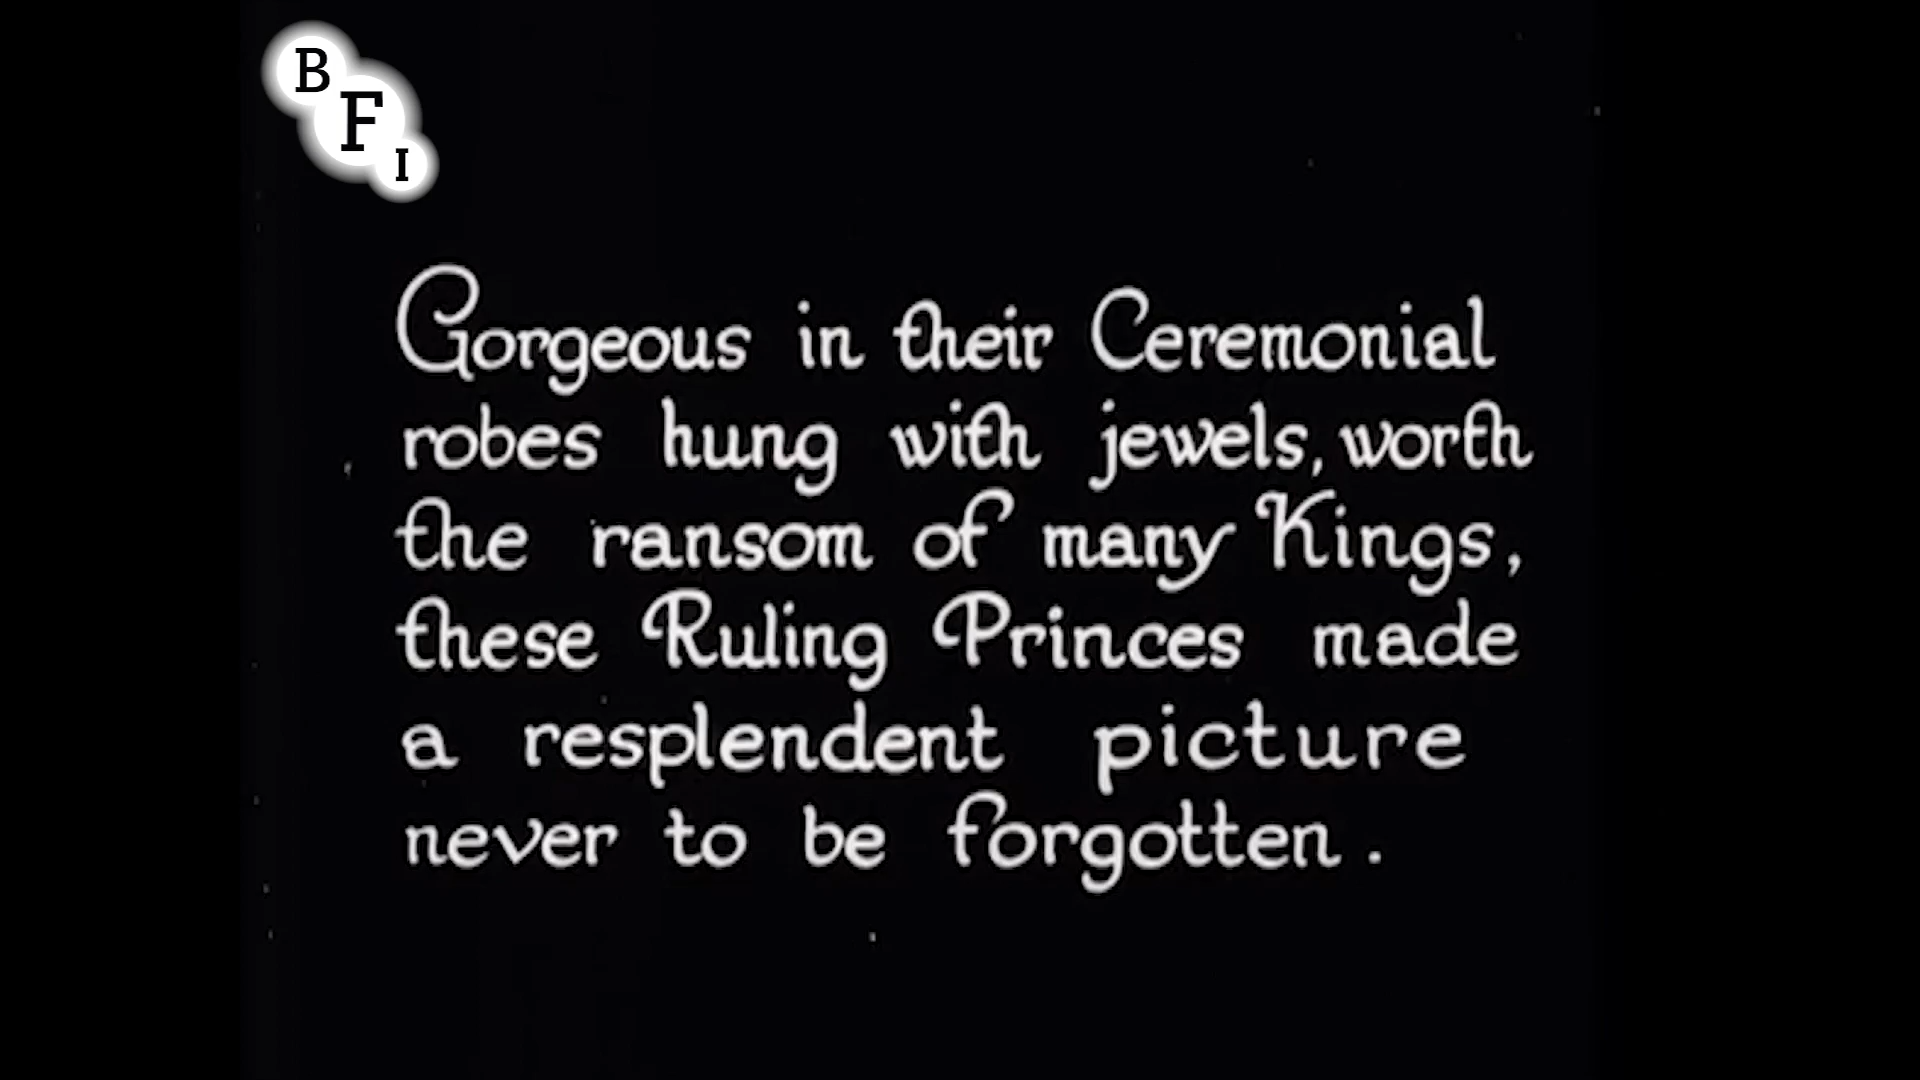 BFI
Gorgeous in their Ceremonial
robes hung with jewels, worth
the ransom of many Kings,
these Ruling Princes made
a resplendent picture
never to be forgotten.